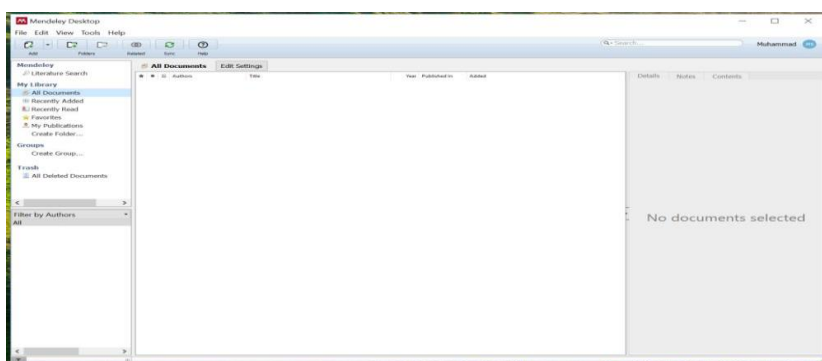 Mendeley Desktop
File Edit View Tools Help
Add Folders Related Sync Help
Search...
Muhammad
Mendeley
Literature Search
My Library
All Documents
Recently Added
Recently Read
Favorites
My Publications
Create Folder...
Groups
Create Group...
Trash
All Deleted Documents
Filter by Authors
All
All Documents Edit Settings
Authors Title Year Published In Added
Details Notes Contents
No documents selected